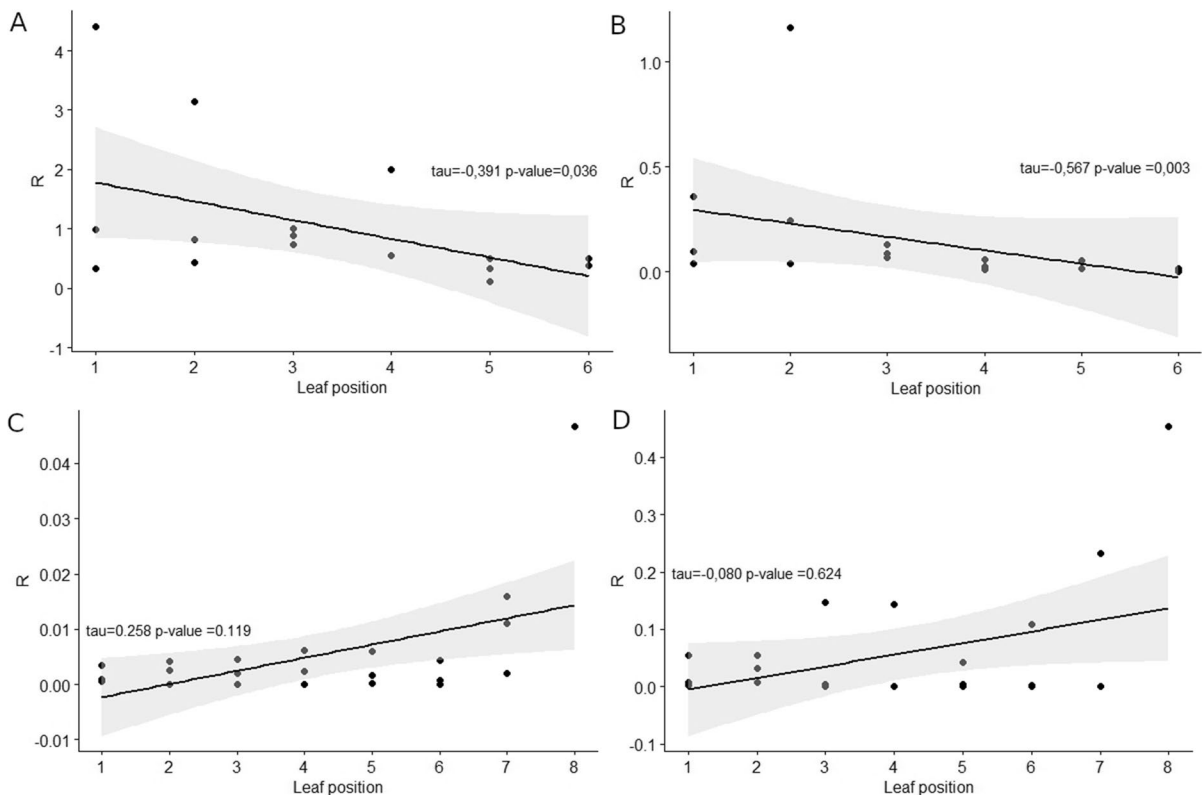 A
4
3
2
1
0
-1
R
tau=-0,391 p-value=0,036
1 2 3 4 5 6
Leaf position
B
1.0
0.5
0.0
R
tau=-0,567 p-value =0,003
1 2 3 4 5 6
Leaf position
C
0.04
0.03
0.02
0.01
0.00
-0.01
R
tau=0.258 p-value =0.119
1 2 3 4 5 6 7 8
Leaf position
D
0.4
0.3
0.2
0.1
0.0
-0.1
R
tau=-0,080 p-value =0.624
1 2 3 4 5 6 7 8
Leaf position